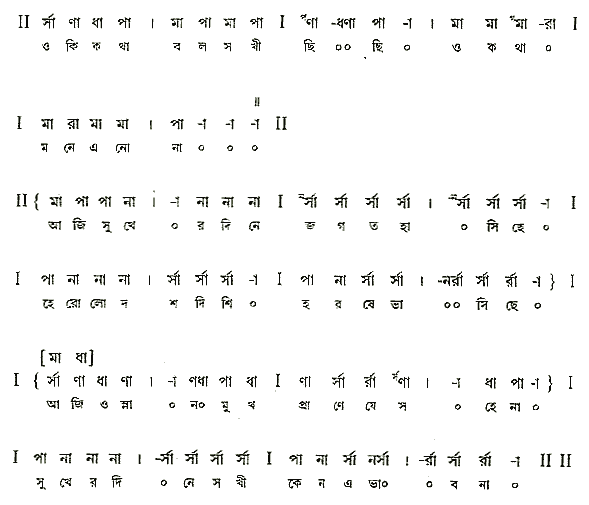 II র্সা ণা ধা পা । মা পা মা পা I ণা -ধণা পা -া । মা মা মা -রা I
ও কি ক থা ব ল স খী ছি ০০ ছি ০ ও ক থা ০
I মা রা মা মা । পা -া -া -া II
ম নে এ নো না ০ ০ ০
II { মা পা পা না । -া না না না I র্সা র্সা র্সা র্সা । র্সা র্সা র্সা -া I
আ জি সু খে ০ র দি নে জ গ ত হা ০ সি ছে ০
I পা না না না । র্সা র্সা র্সা -া I পা না র্সা র্সা । -নর্রা র্সা র্রা -া } I
হে রো লো দ শ দি শি ০ হ র ষে ভা ০০ সি ছে ০
[ মা ধা ]
I { র্সা ণা ধা ণা । -া ণধা পা ধা I ণা র্সা র্রা র্সণা । -া ধা পা -া } I
আ জি ও ম্লা ০ ন০ মু খ প্রা ণে যে স ০ হে না ০
I পা না না না । -র্সা র্সা র্সা র্সা I পা না র্সা নর্সা । -র্রা র্সা র্রা -া II II
সু খে র দি ০ নে স খী কে ন এ ভা০ ০ ব না ০